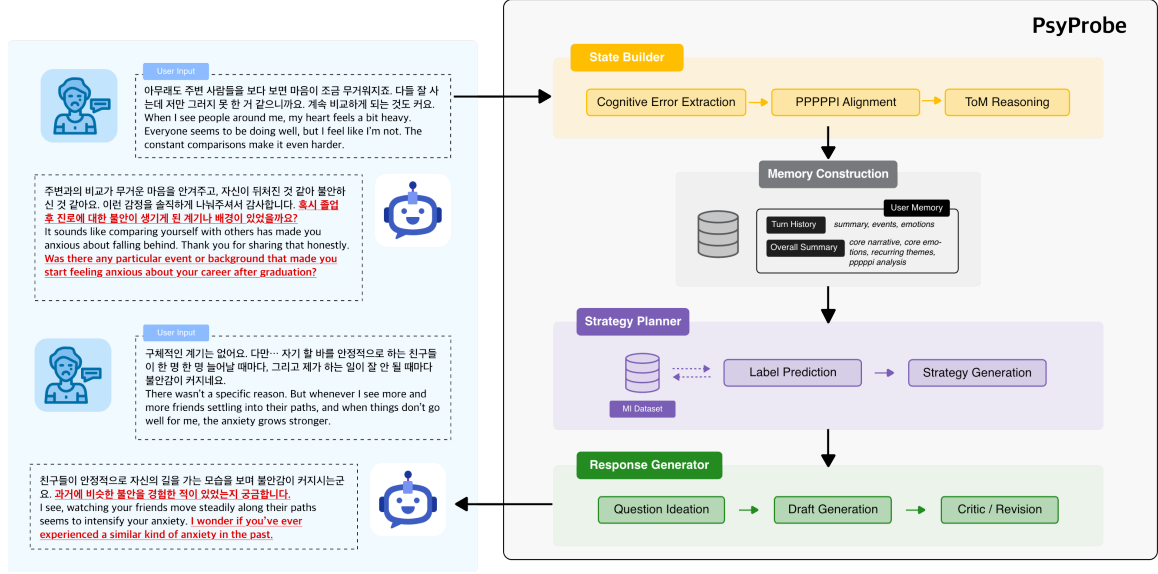 PsyProbe
User Input
아무래도 주변 사람들을 보다 보면 마음이 조금 무거워지죠. 다들 잘 사
는데 저만 그러지 못 한 거 같으니까요. 계속 비교하게 되는 것도 커요.
When I see people around me, my heart feels a bit heavy.
Everyone seems to be doing well, but I feel like I'm not. The
constant comparisons make it even harder.
주변과의 비교가 무거운 마음을 안겨주고, 자신이 뒤처진 것 같아 불안하
신 것 같아요. 이런 감정을 솔직하게 나눠주셔서 감사합니다. 혹시 졸업
후 진로에 대한 불안이 생기게 된 계기나 배경이 있었을까요?
It sounds like comparing yourself with others has made you
anxious about falling behind. Thank you for sharing that honestly.
Was there any particular event or background that made you
start feeling anxious about your career after graduation?
User Input
구체적인 계기는 없어요. 다만… 자기 할 바를 안정적으로 하는 친구들
이 한 명 한 명 늘어날 때마다, 그리고 제가 하는 일이 잘 안 될 때마다
불안감이 커지네요.
There wasn't a specific reason. But whenever I see more and
more friends settling into their paths, and when things don't go
well for me, the anxiety grows stronger.
친구들이 안정적으로 자신의 길을 가는 모습을 보며 불안감이 커지시는군
요. 과거에 비슷한 불안을 경험한 적이 있었는지 궁금합니다.
I see, watching your friends move steadily along their paths
seems to intensify your anxiety. I wonder if you've ever
experienced a similar kind of anxiety in the past.
State Builder
Cognitive Error Extraction
PPPPPI Alignment
ToM Reasoning
Memory Construction
User Memory
Turn History
summary, events, emotions
Overall Summary
core narrative, core emo-
tions, recurring themes,
pppppi analysis
Strategy Planner
MI Dataset
Label Prediction
Strategy Generation
Response Generator
Question Ideation
Draft Generation
Critic / Revision